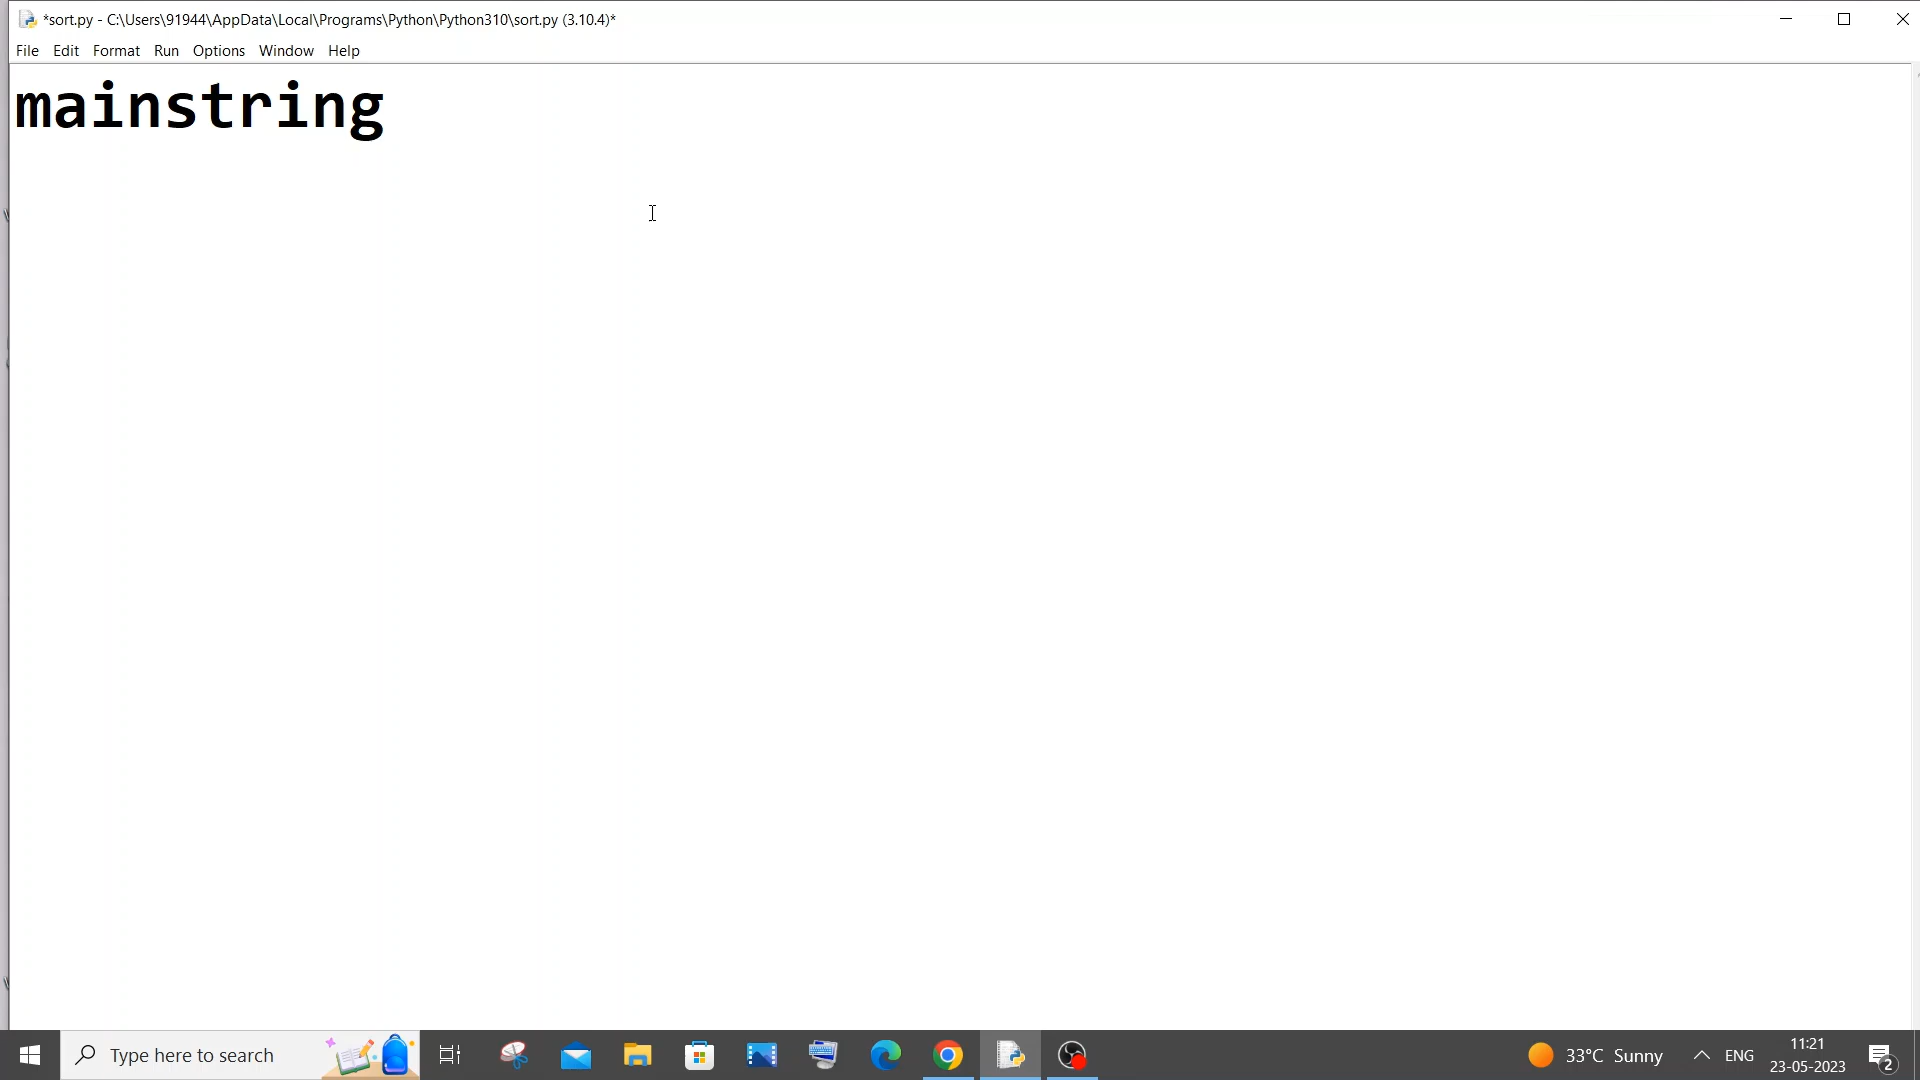 *sort.py - C:\Users\91944\AppData\Local\Programs\Python\Python310\sort.py (3.10.4)*
File Edit Format Run Options Window Help
mainstring
Type here to search
33°C Sunny
ENG
11:21
23-05-2023
2